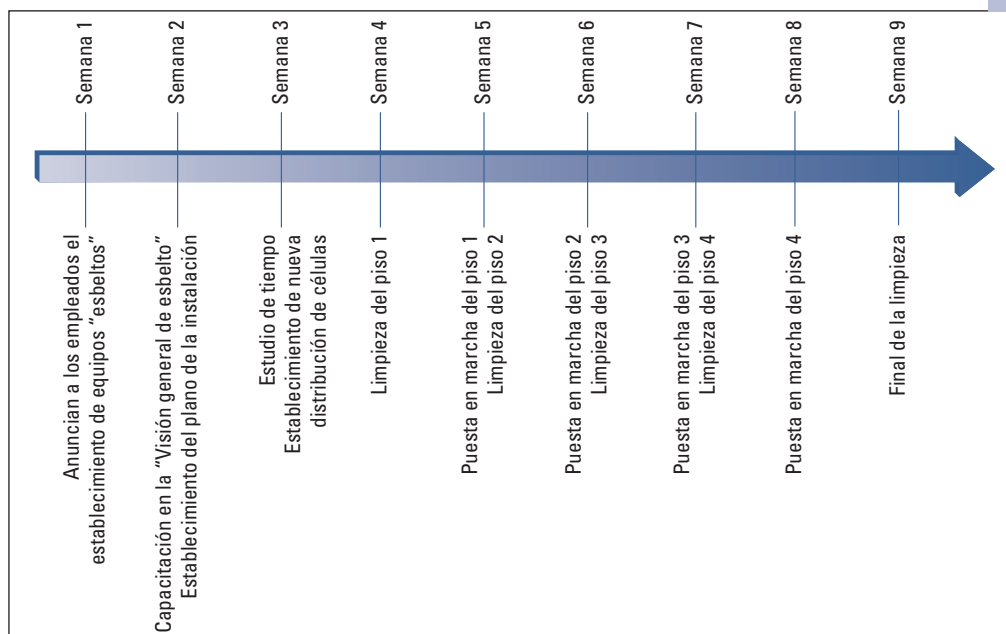 Semana 1
Semana 2
Semana 3
Semana 4
Semana 5
Semana 6
Semana 7
Semana 8
Semana 9
Anuncian a los empleados el
establecimiento de equipos "esbeltos"
Capacitación en la "Visión general de esbelto"
Establecimiento del plano de la instalación
Estudio de tiempo
Establecimiento de nueva
distribución de células
Limpieza del piso 1
Puesta en marcha del piso 1
Limpieza del piso 2
Puesta en marcha del piso 2
Limpieza del piso 3
Puesta en marcha del piso 3
Limpieza del piso 4
Puesta en marcha del piso 4
Final de la limpieza